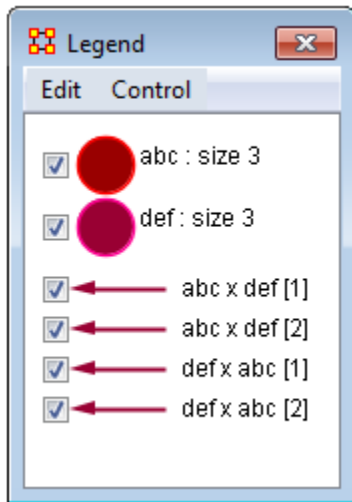 Legend
Edit Control
abc : size 3
def : size 3
abc x def [1]
abc x def [2]
def x abc [1]
def x abc [2]